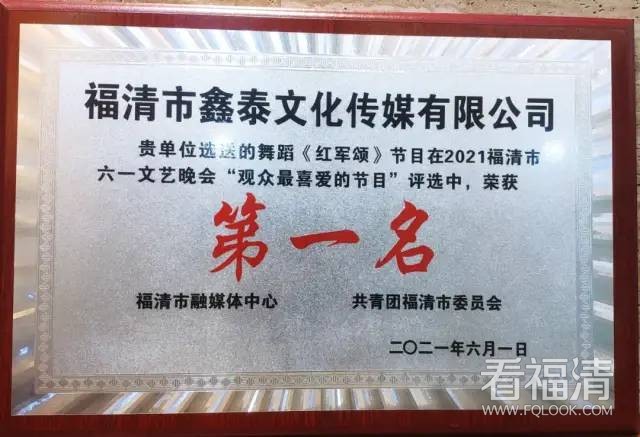 福清市鑫泰文化传媒有限公司
贵单位选送的舞蹈《红军颂》节目在2021福清市
六一文艺晚会“观众最喜爱的节目”评选中，荣获
第一名
福清市融媒体中心 共青团福清市委员会
二〇二一年六月一日
看福清
www.FQLOOK.com